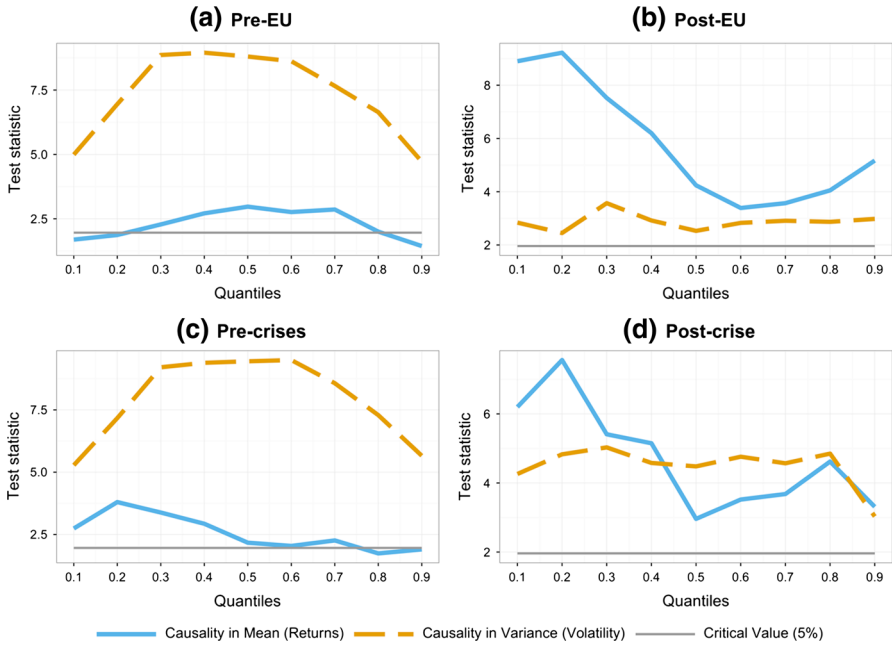 (a) Pre-EU
Test statistic
7.5
5.0
2.5
0.1 0.2 0.3 0.4 0.5 0.6 0.7 0.8 0.9
Quantiles
(b) Post-EU
Test statistic
8
6
4
2
0.1 0.2 0.3 0.4 0.5 0.6 0.7 0.8 0.9
Quantiles
(c) Pre-crises
Test statistic
7.5
5.0
2.5
0.1 0.2 0.3 0.4 0.5 0.6 0.7 0.8 0.9
Quantiles
(d) Post-crise
Test statistic
6
4
2
0.1 0.2 0.3 0.4 0.5 0.6 0.7 0.8 0.9
Quantiles
Causality in Mean (Returns) Causality in Variance (Volatility) Critical Value (5%)